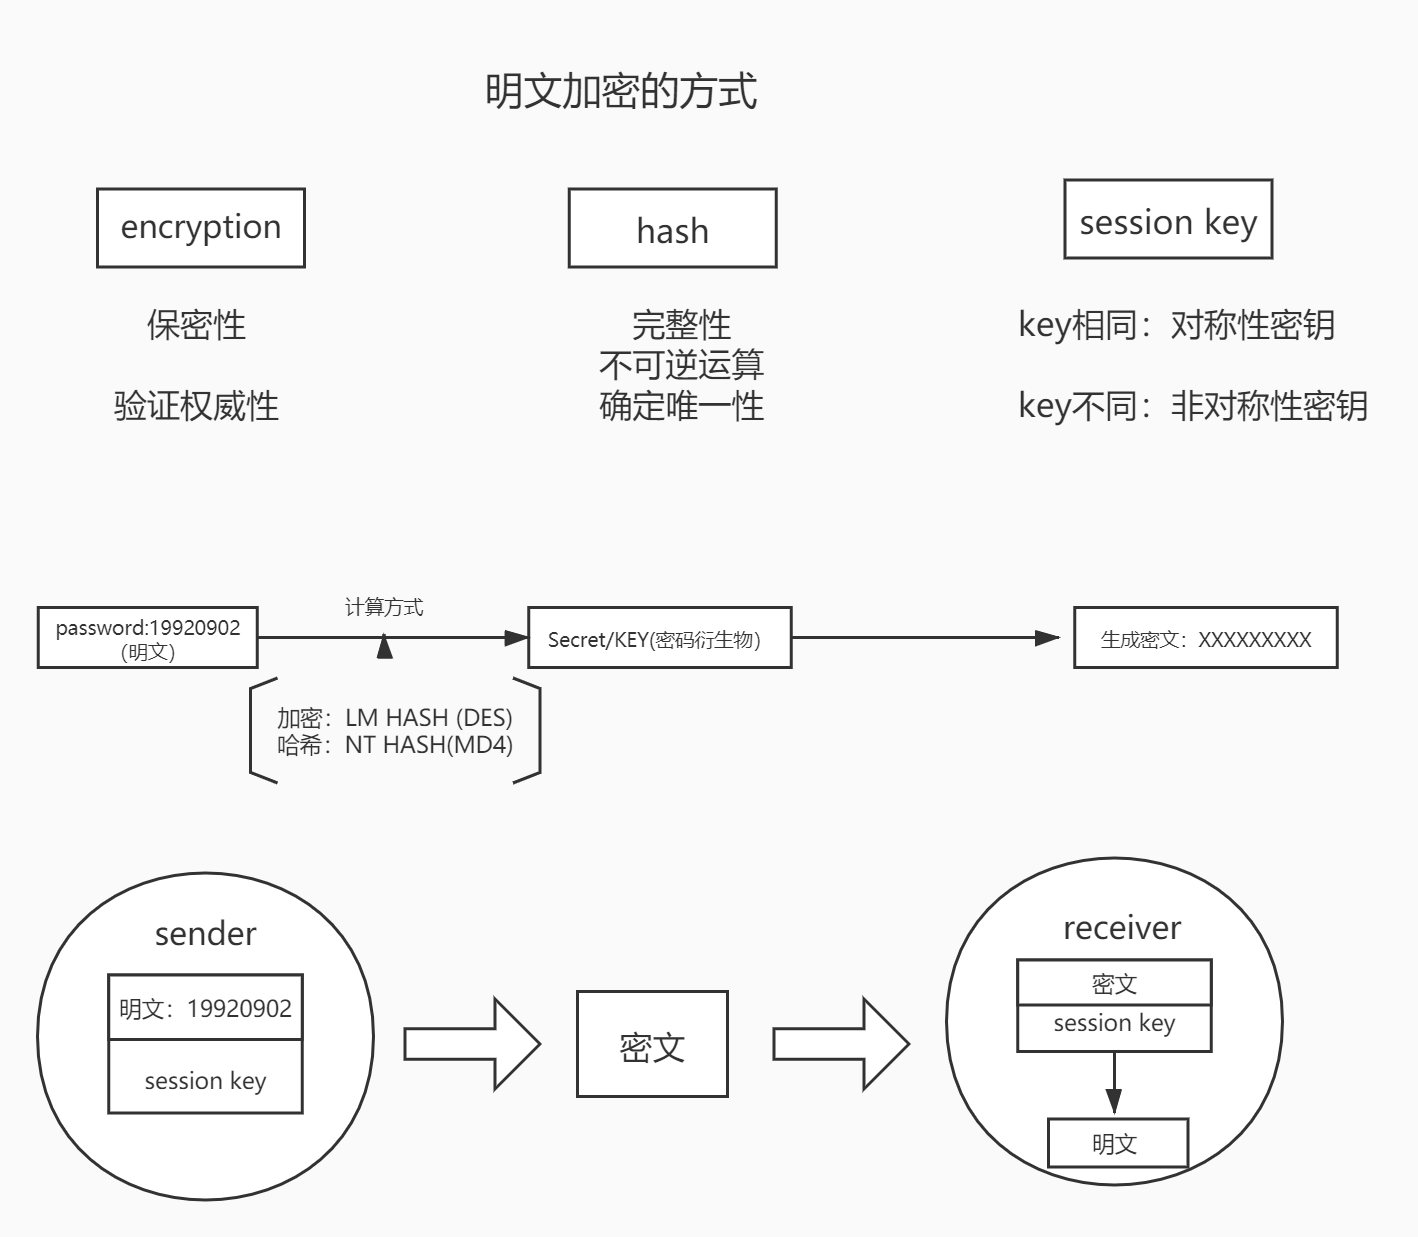 明文加密的方式
encryption
hash
session key
保密性
验证权威性
完整性
不可逆运算
确定唯一性
key相同：对称性密钥
key不同：非对称性密钥
password:19920902
（明文）
计算方式
加密：LM HASH (DES)
哈希：NT HASH(MD4)
Secret/KEY(密码衍生物)
生成密文：XXXXXXXXX
sender
明文：19920902
session key
密文
receiver
密文
session key
明文